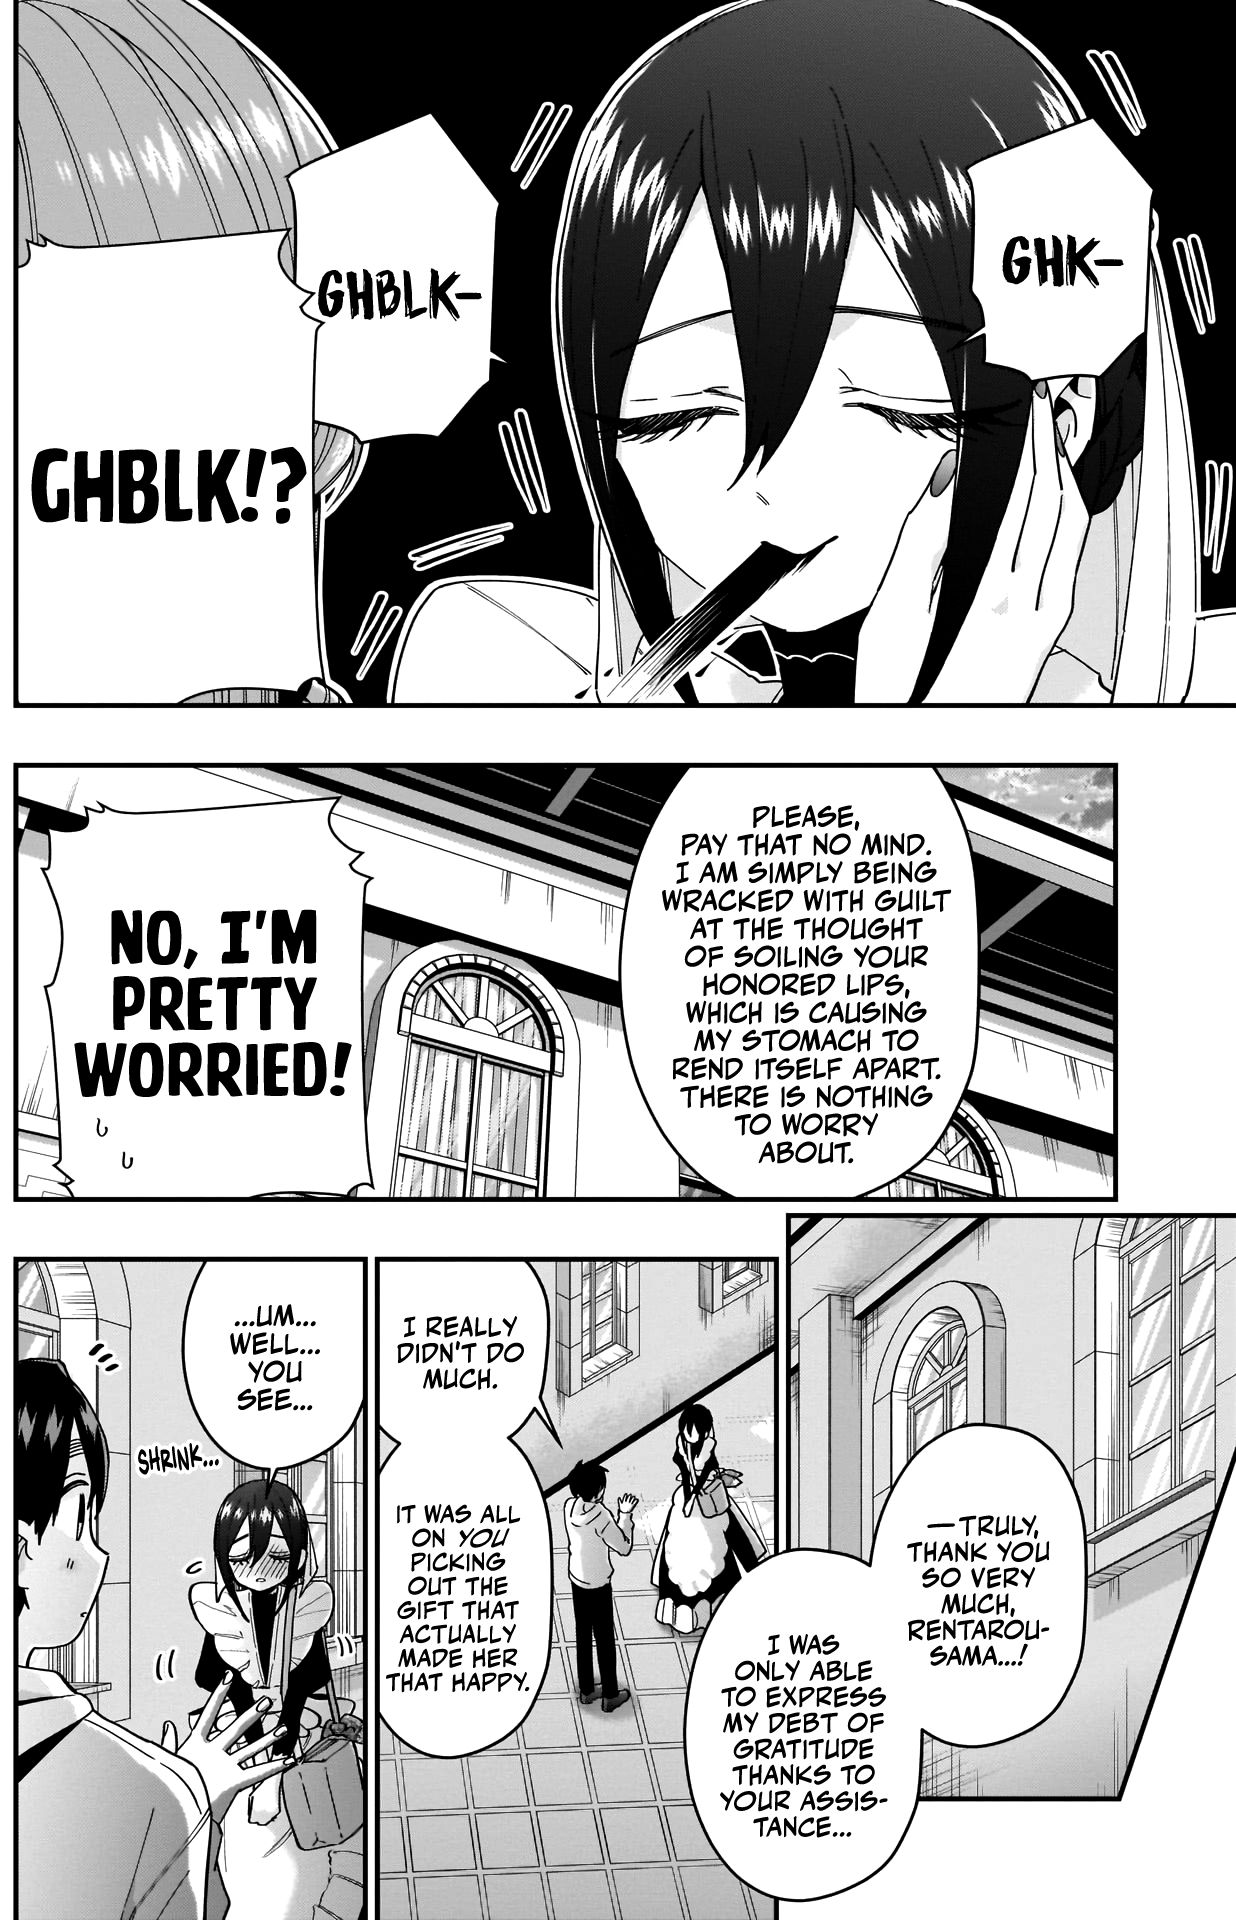 GHK-
GHBLK-
GHBLK!?
PLEASE,
PAY THAT NO MIND.
I AM SIMPLY BEING
WRACKED WITH GUILT
AT THE THOUGHT
OF SOILING YOUR
HONORED LIPS,
WHICH IS CAUSING
MY STOMACH TO
REND ITSELF APART.
THERE IS NOTHING
TO WORRY
ABOUT.
NO, I'M
PRETTY
WORRIED!
—TRULY,
THANK YOU
SO VERY
MUCH,
RENTAROU-
SAMA...!
I WAS
ONLY ABLE
TO EXPRESS
MY DEBT OF
GRATITUDE
THANKS TO
YOUR ASSIS-
TANCE...
I REALLY
DIDN'T DO
MUCH.
IT WAS ALL
ON YOU
PICKING
OUT THE
GIFT THAT
ACTUALLY
MADE HER
THAT HAPPY.
...UM...
WELL...
YOU
SEE...
SHRINK...